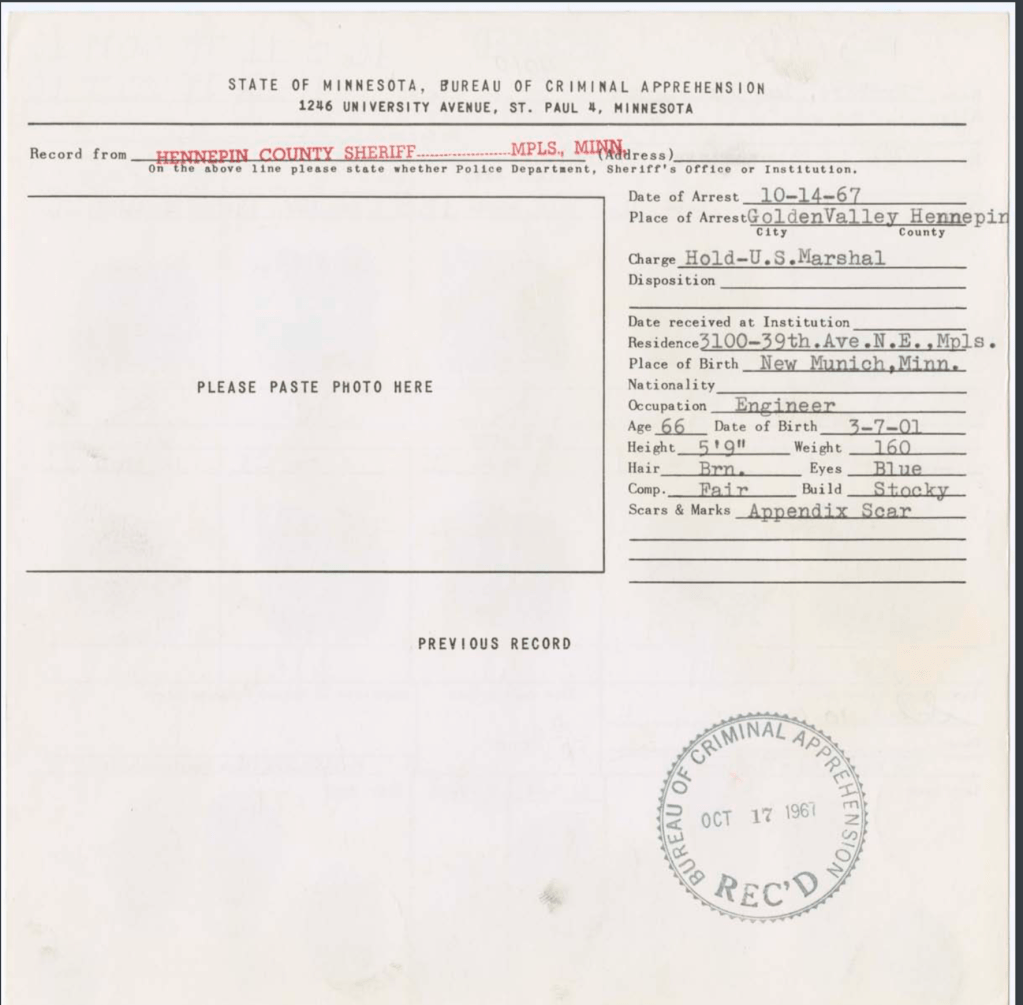 STATE OF MINNESOTA, BUREAU OF CRIMINAL APPREHENSION
1246 UNIVERSITY AVENUE, ST. PAUL 4, MINNESOTA
Record from HENNEPIN COUNTY SHERIFF MPLS., MINN. (Address)
On the above line please state whether Police Department, Sheriff's Office or Institution.
PLEASE PASTE PHOTO HERE
Date of Arrest 10-14-67
Place of Arrest GoldenValley Hennepin
City County
Charge Hold-U.S.Marshal
Disposition
Date received at Institution
Residence 3100-39th.Ave.N.E.,Mpls.
Place of Birth New Munich,Minn.
Nationality
Occupation Engineer
Age 66 Date of Birth 3-7-01
Height 5'9" Weight 160
Hair Brn. Eyes Blue
Comp. Fair Build Stocky
Scars & Marks Appendix Scar
PREVIOUS RECORD
BUREAU OF CRIMINAL APPREHENSION
OCT 17 1967
REC'D